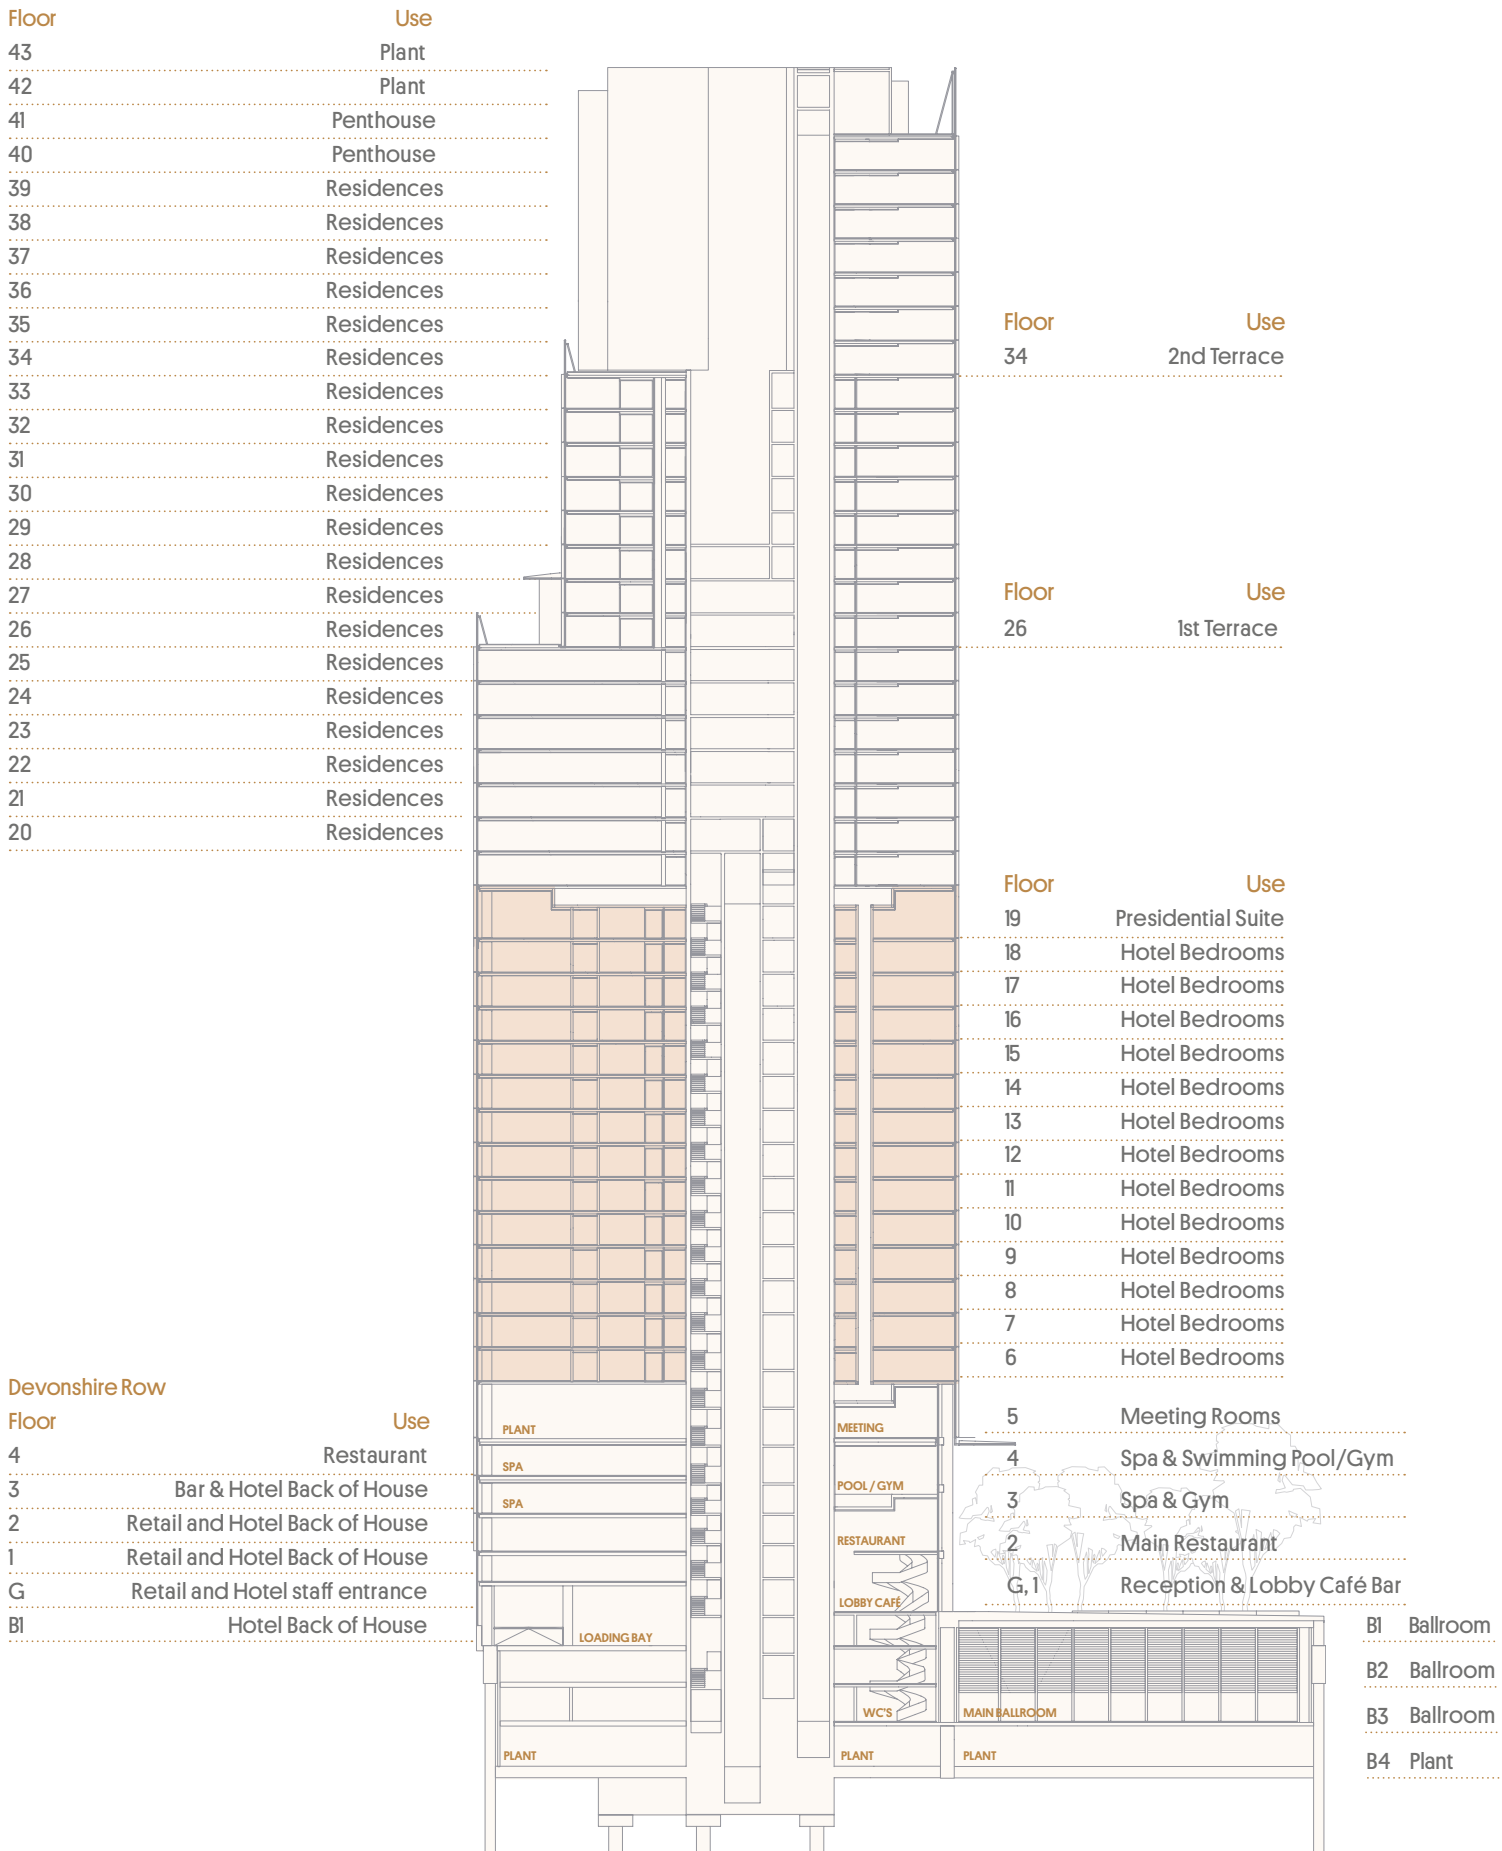 Floor Use
43 Plant
42 Plant
41 Penthouse
40 Penthouse
39 Residences
38 Residences
37 Residences
36 Residences
35 Residences
34 Residences
33 Residences
32 Residences
31 Residences
30 Residences
29 Residences
28 Residences
27 Residences
26 Residences
25 Residences
24 Residences
23 Residences
22 Residences
21 Residences
20 Residences
Floor Use
34 2nd Terrace
Floor Use
26 1st Terrace
Floor Use
19 Presidential Suite
18 Hotel Bedrooms
17 Hotel Bedrooms
16 Hotel Bedrooms
15 Hotel Bedrooms
14 Hotel Bedrooms
13 Hotel Bedrooms
12 Hotel Bedrooms
11 Hotel Bedrooms
10 Hotel Bedrooms
9 Hotel Bedrooms
8 Hotel Bedrooms
7 Hotel Bedrooms
6 Hotel Bedrooms
5 Meeting Rooms
4 Spa & Swimming Pool/Gym
3 Spa & Gym
2 Main Restaurant
G, 1 Reception & Lobby Café Bar
B1 Ballroom
B2 Ballroom
B3 Ballroom
B4 Plant
Devonshire Row
Floor Use
4 Restaurant
3 Bar & Hotel Back of House
2 Retail and Hotel Back of House
1 Retail and Hotel Back of House
G Retail and Hotel staff entrance
B1 Hotel Back of House
PLANT
SPA
SPA
LOADING BAY
PLANT
MEETING
POOL / GYM
RESTAURANT
LOBBY CAFÉ
WC'S
MAIN BALLROOM
PLANT
PLANT